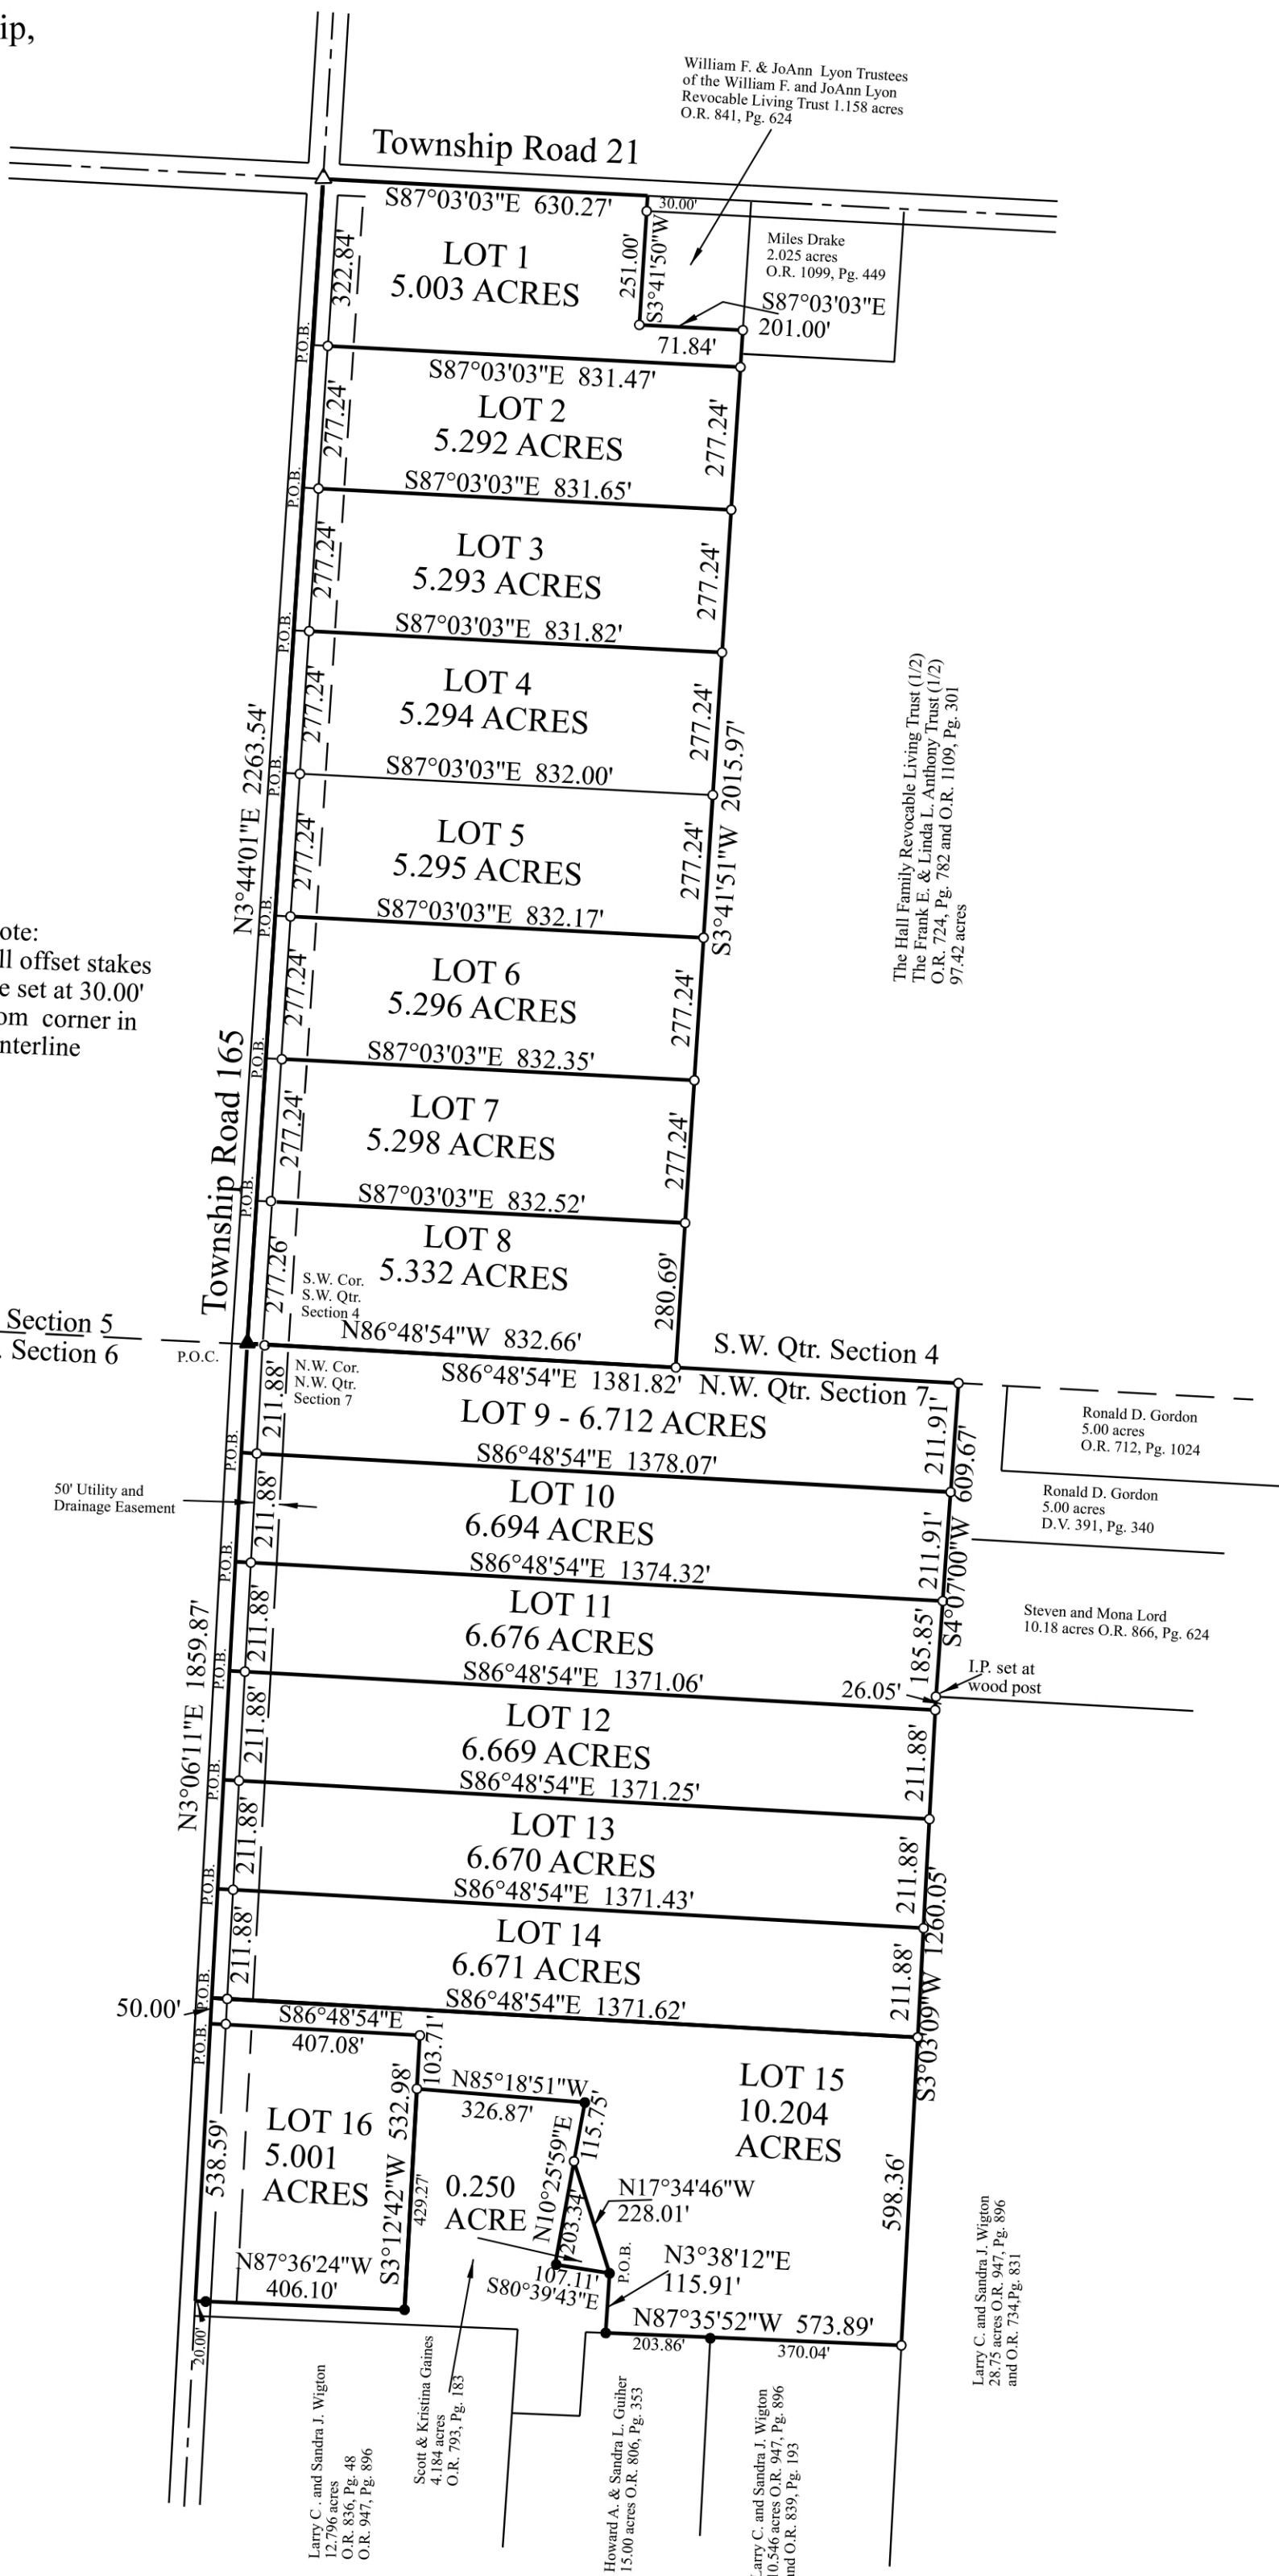 ip,
William F. & JoAnn Lyon Trustees
of the William F. and JoAnn Lyon
Revocable Living Trust 1.158 acres
O.R. 841, Pg. 624
Township Road 21
S87°03'03"E 630.27'
30.00'
322.84'
LOT 1
5.003 ACRES
251.00'
S3°41'50"W
Miles Drake
2.025 acres
O.R. 1099, Pg. 449
S87°03'03"E
201.00'
71.84'
P.O.B.
S87°03'03"E 831.47'
277.24'
LOT 2
5.292 ACRES
277.24'
P.O.B.
S87°03'03"E 831.65'
277.24'
LOT 3
5.293 ACRES
277.24'
P.O.B.
S87°03'03"E 831.82'
277.24'
LOT 4
5.294 ACRES
277.24'
P.O.B.
S87°03'03"E 832.00'
N3°44'01"E 2263.54'
S3°41'51"W 2015.97'
The Hall Family Revocable Living Trust (1/2)
The Frank E. & Linda L. Anthony Trust (1/2)
O.R. 724, Pg. 782 and O.R. 1109, Pg. 301
97.42 acres
277.24'
LOT 5
5.295 ACRES
277.24'
P.O.B.
S87°03'03"E 832.17'
ote:
ll offset stakes
e set at 30.00'
om corner in
nterline
277.24'
LOT 6
5.296 ACRES
277.24'
P.O.B.
S87°03'03"E 832.35'
Township Road 165
277.24'
LOT 7
5.298 ACRES
277.24'
P.O.B.
S87°03'03"E 832.52'
277.26'
LOT 8
5.332 ACRES
280.69'
S.W. Cor.
S.W. Qtr.
Section 4
N86°48'54"W 832.66'
Section 5
. Section 6
P.O.C.
S.W. Qtr. Section 4
N.W. Cor.
N.W. Qtr.
Section 7
S86°48'54"E 1381.82'
N.W. Qtr. Section 7
211.88'
LOT 9 - 6.712 ACRES
211.91'
S4°07'00"W 609.67'
Ronald D. Gordon
5.00 acres
O.R. 712, Pg. 1024
P.O.B.
S86°48'54"E 1378.07'
50' Utility and
Drainage Easement
211.88'
LOT 10
6.694 ACRES
211.91'
Ronald D. Gordon
5.00 acres
D.V. 391, Pg. 340
P.O.B.
S86°48'54"E 1374.32'
211.88'
LOT 11
6.676 ACRES
185.85'
Steven and Mona Lord
10.18 acres O.R. 866, Pg. 624
P.O.B.
S86°48'54"E 1371.06'
26.05'
I.P. set at
wood post
N3°06'11"E 1859.87'
211.88'
LOT 12
6.669 ACRES
211.88'
P.O.B.
S86°48'54"E 1371.25'
211.88'
LOT 13
6.670 ACRES
211.88'
P.O.B.
S86°48'54"E 1371.43'
S3°03'09"W 1260.05'
211.88'
LOT 14
6.671 ACRES
211.88'
P.O.B.
S86°48'54"E 1371.62'
50.00'
P.O.B.
S86°48'54"E
407.08'
103.71'
N85°18'51"W
326.87'
115.75'
LOT 15
10.204
ACRES
538.59'
LOT 16
5.001
ACRES
S3°12'42"W 532.98'
429.27'
0.250
ACRE
N10°25'59"E
203.34'
N17°34'46"W
228.01'
598.36'
P.O.B.
107.11'
S80°39'43"E
N3°38'12"E
115.91'
N87°36'24"W
406.10'
N87°35'52"W 573.89'
203.86'
370.04'
20.00'
Larry C. and Sandra J. Wigton
28.75 acres O.R. 947, Pg. 896
and O.R. 734,Pg. 831
Larry C . and Sandra J. Wigton
12.796 acres
O.R. 836, Pg. 48
O.R. 947, Pg. 896
Scott & Kristina Gaines
4.184 acres
O.R. 793, Pg. 183
Howard A. & Sandra L. Guiher
15.00 acres O.R. 806, Pg. 353
Larry C. and Sandra J. Wigton
10.546 acres O.R. 947, Pg. 896
and O.R. 839, Pg. 193